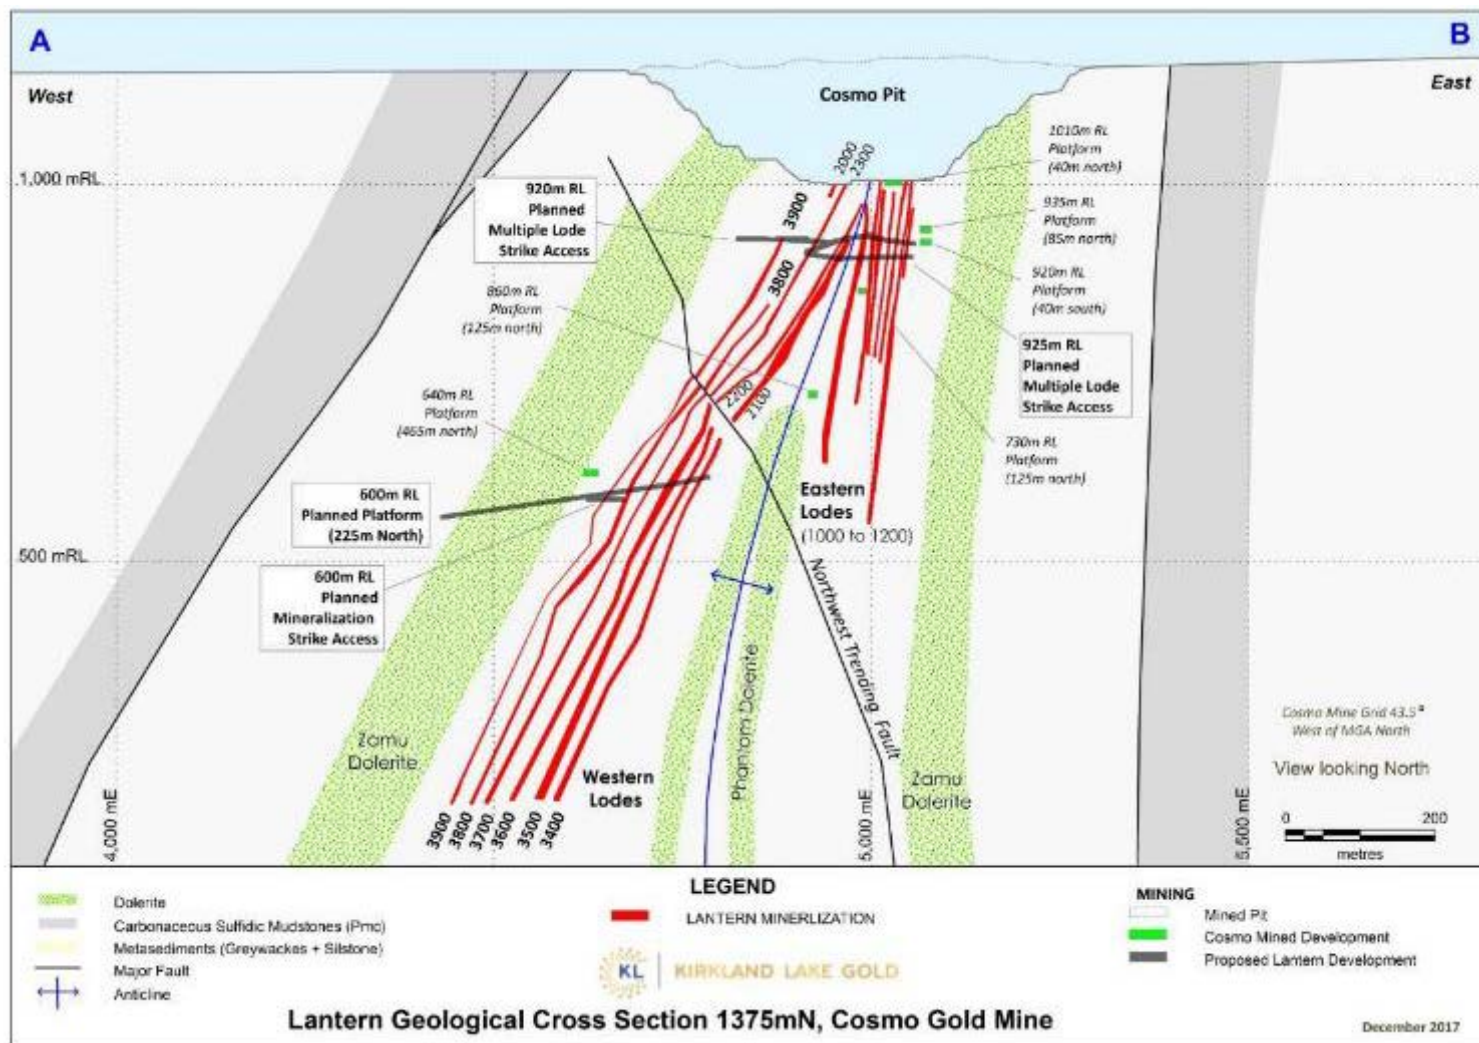 A
B
West
East
Cosmo Pit
1,000 mRL
500 mRL
2000
2300
3900
3800
920m RL
Planned
Multiple Lode
Strike Access
860m RL
Platform
(125m north)
640m RL
Platform
(465m north)
600m RL
Planned Platform
(225m North)
600m RL
Planned
Mineralization
Strike Access
1010m RL
Platform
(40m north)
935m RL
Platform
(85m north)
920m RL
Platform
(40m south)
925m RL
Planned
Multiple Lode
Strike Access
730m RL
Platform
(125m north)
2200
2100
Eastern
Lodes
(1000 to 1200)
Northwest Trending Fault
Zamu
Dolerite
Western
Lodes
Phantom Dolerite
Zamu
Dolerite
3900
3800
3700
3600
3500
3400
4,000 mE
5,000 mE
5,500 mE
Cosmo Mine Grid 43.5°
West of MGA North
View looking North
0 200
metres
LEGEND
Dolerite
Carbonaceous Sulfidic Mudstones (Pmc)
Metasediments (Greywackes + Silstone)
Major Fault
Anticline
LANTERN MINERLIZATION
KL KIRKLAND LAKE GOLD
MINING
Mined Pit
Cosmo Mined Development
Proposed Lantern Development
Lantern Geological Cross Section 1375mN, Cosmo Gold Mine
December 2017